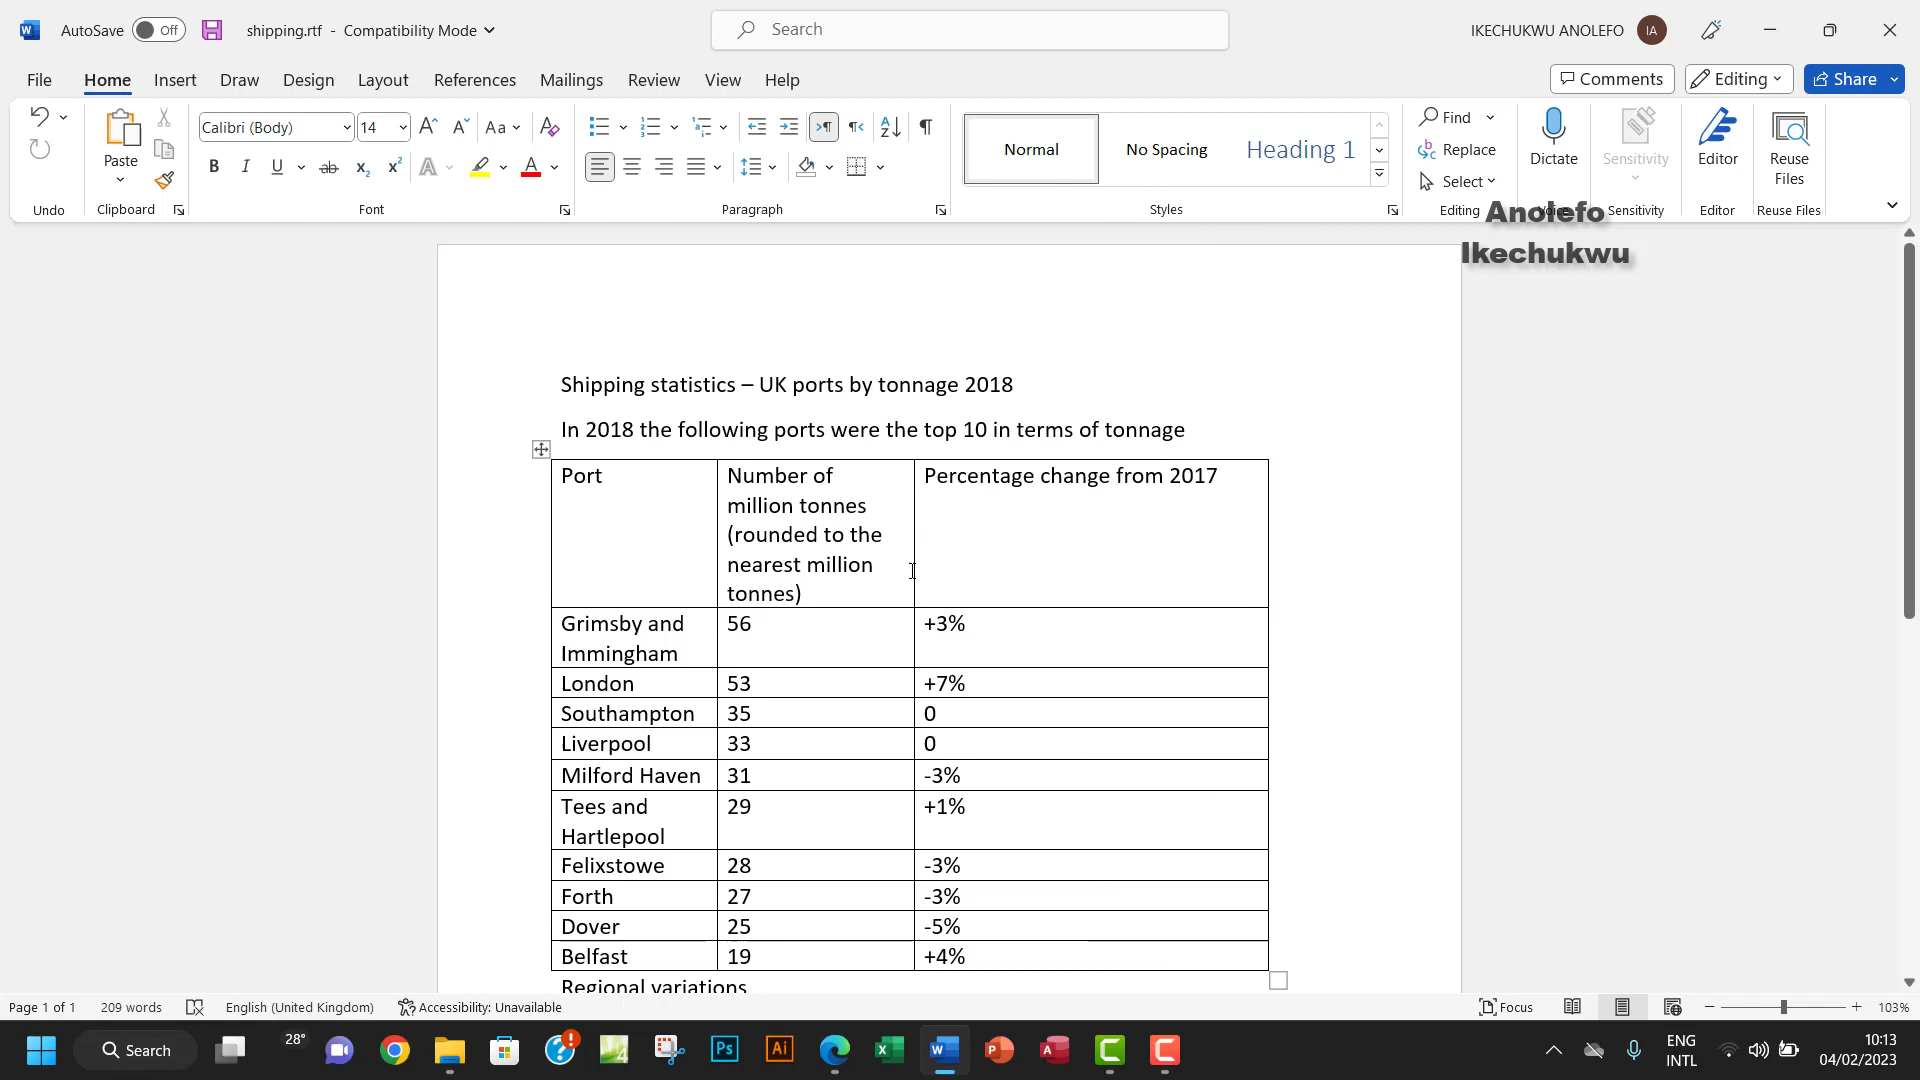 AutoSave Off shipping.rtf - Compatibility Mode Search IKECHUKWU ANOLEFO IA
File Home Insert Draw Design Layout References Mailings Review View Help Comments Editing Share
Calibri (Body) 14 Aa
Paste
B I U ab x₂ x² A A
Normal No Spacing Heading 1
Find
Replace
Select
Dictate Sensitivity Editor Reuse Files
Undo Clipboard Font Paragraph Styles Editing Voice Sensitivity Editor Reuse Files
Anolefo
Ikechukwu
Shipping statistics – UK ports by tonnage 2018
In 2018 the following ports were the top 10 in terms of tonnage
Port Number of million tonnes (rounded to the nearest million tonnes) Percentage change from 2017
Grimsby and Immingham 56 +3%
London 53 +7%
Southampton 35 0
Liverpool 33 0
Milford Haven 31 -3%
Tees and Hartlepool 29 +1%
Felixstowe 28 -3%
Forth 27 -3%
Dover 25 -5%
Belfast 19 +4%
Regional variations
Page 1 of 1 209 words English (United Kingdom) Accessibility: Unavailable Focus 103%
Search 28° Ps Ai ENG INTL 10:13 04/02/2023